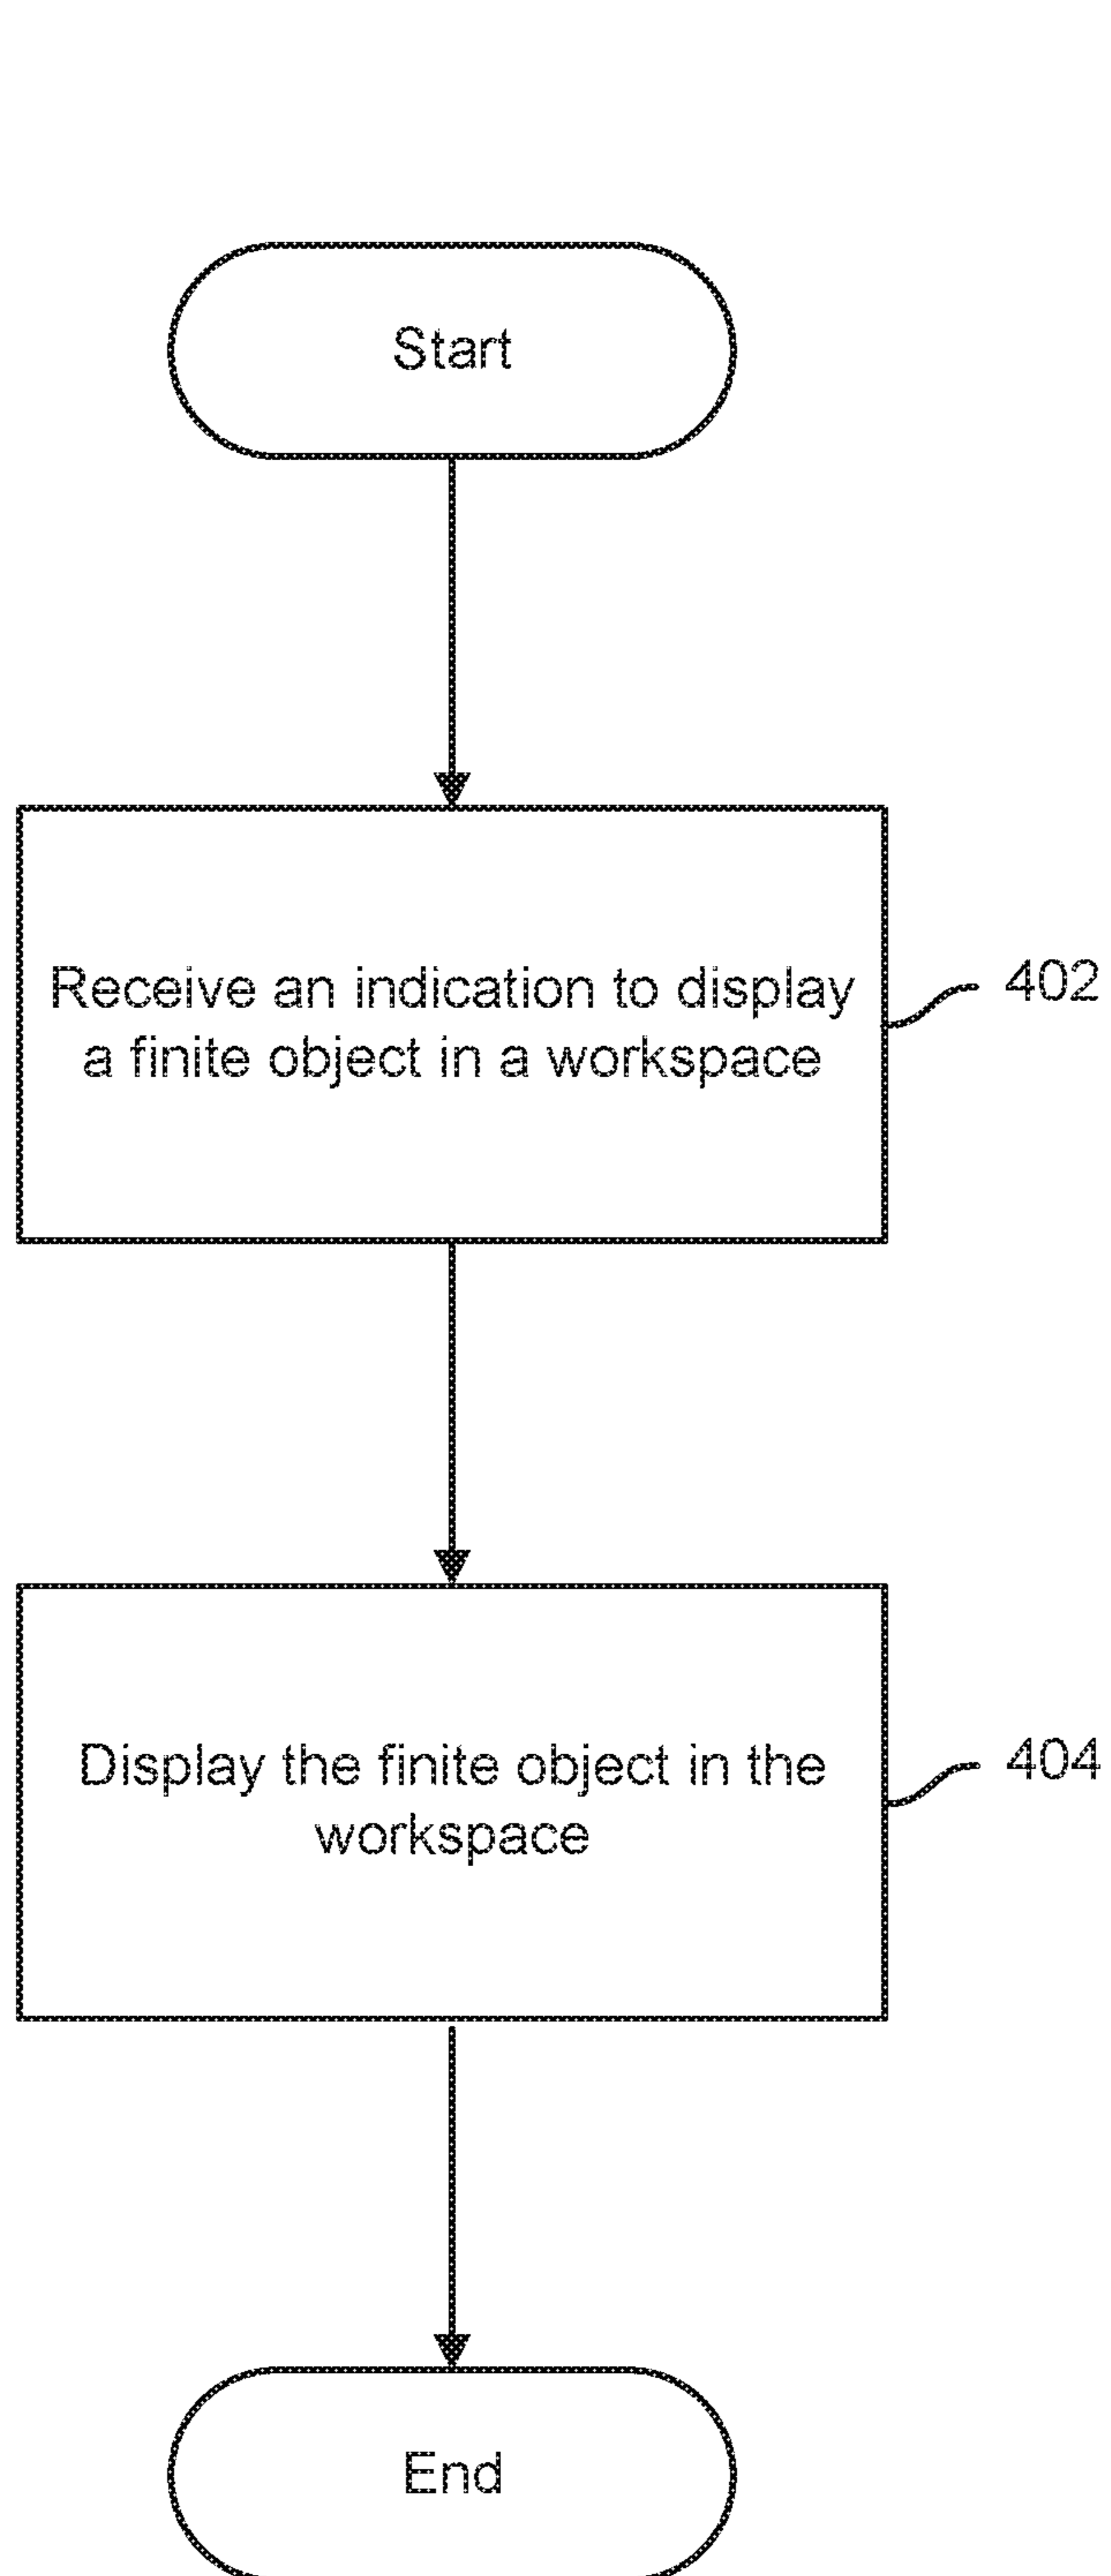 Start
Receive an indication to display
a finite object in a workspace
402
Display the finite object in the
workspace
404
End